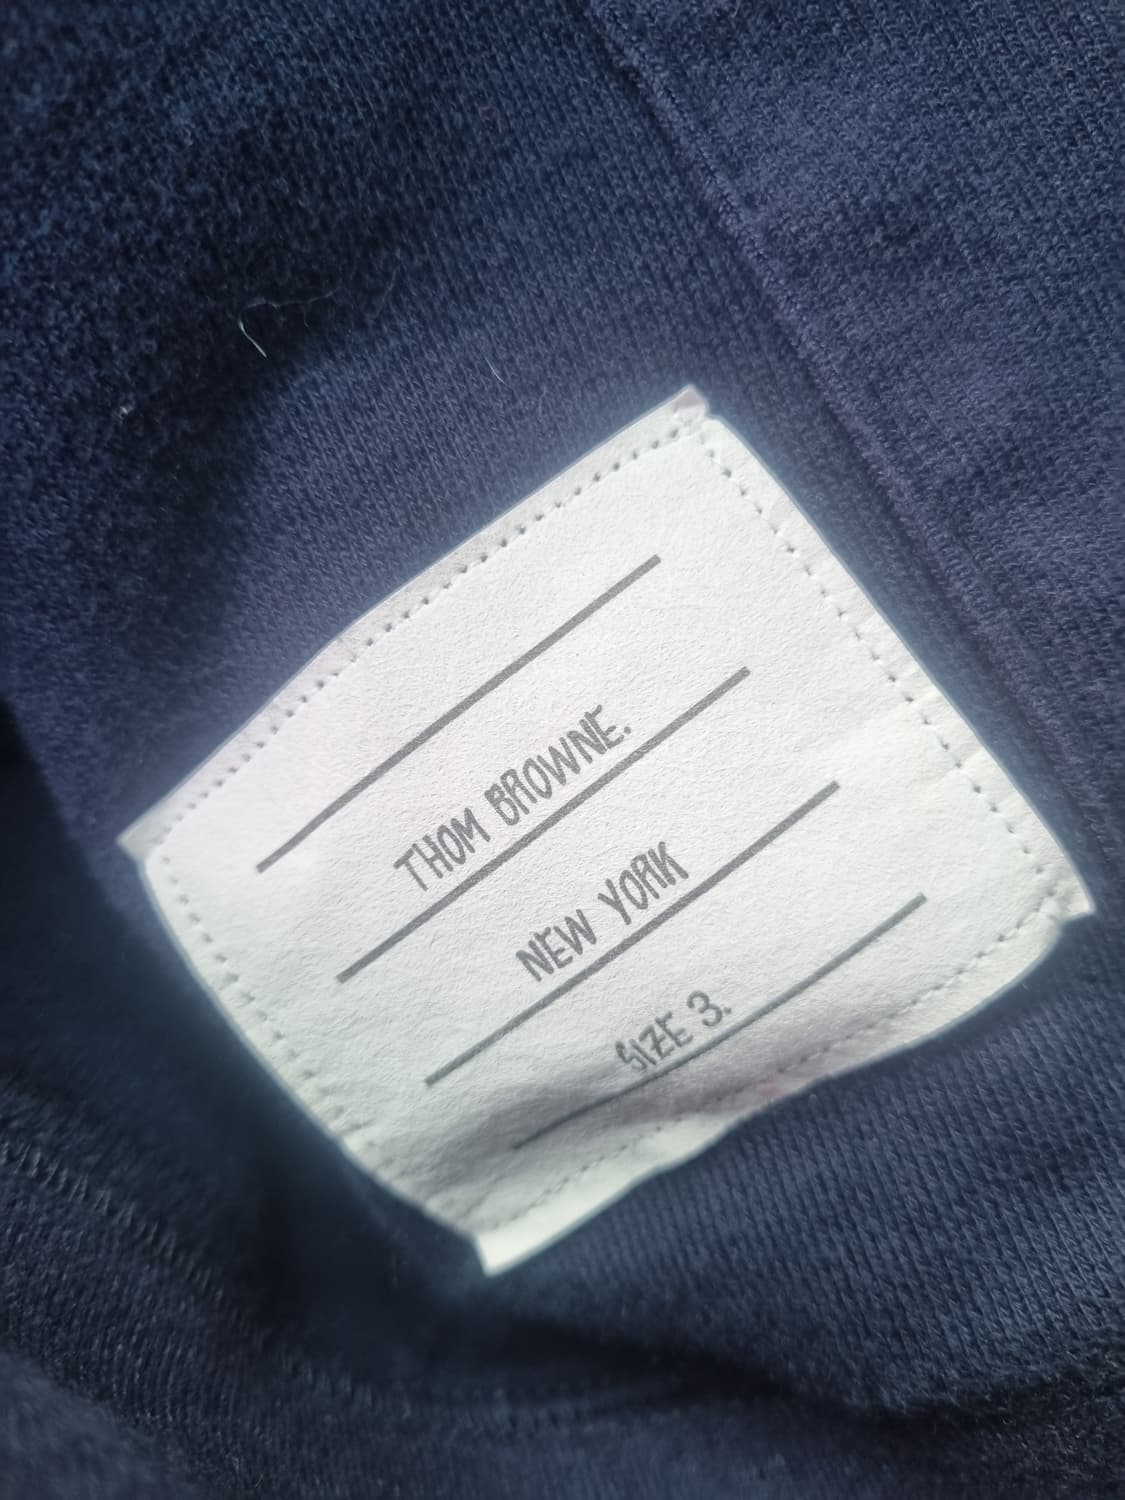 THOM BROWNE.
NEW YORK
SIZE 3.